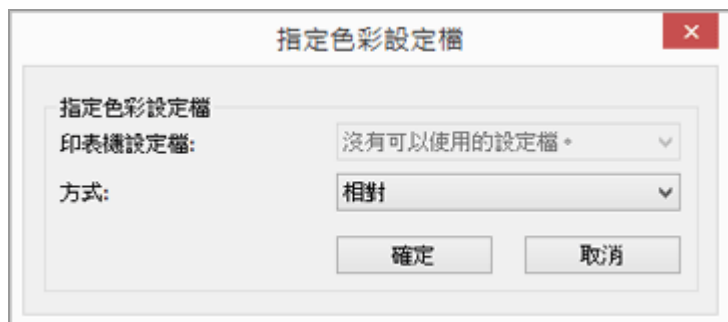 指定色彩設定檔
指定色彩設定檔
印表機設定檔: 沒有可以使用的設定檔。
方式: 相對
確定 取消